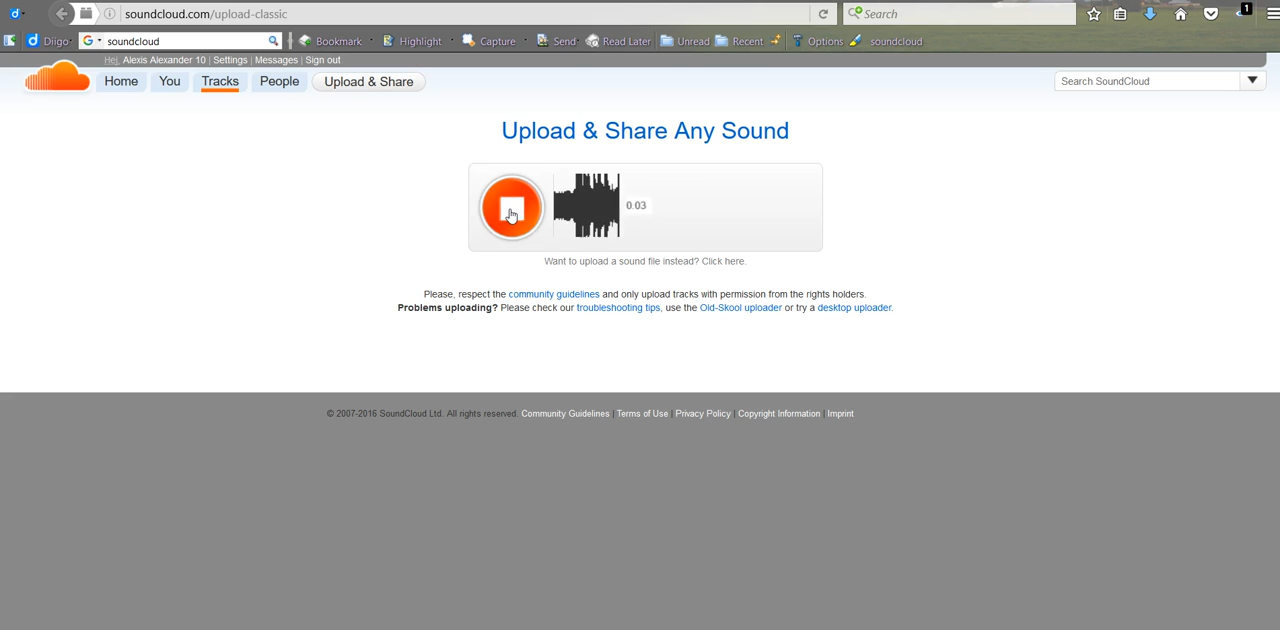 soundcloud.com/upload-classic
Search
1
Diigo
soundcloud
Bookmark
Highlight
Capture
Send
Read Later
Unread
Recent
Options
soundcloud
Hej, Alexis Alexander 10 | Settings | Messages | Sign out
Home
You
Tracks
People
Upload & Share
Search SoundCloud
Upload & Share Any Sound
0:03
Want to upload a sound file instead? Click here.
Please, respect the community guidelines and only upload tracks with permission from the rights holders.
Problems uploading? Please check our troubleshooting tips, use the Old-Skool uploader or try a desktop uploader.
© 2007-2016 SoundCloud Ltd. All rights reserved. Community Guidelines | Terms of Use | Privacy Policy | Copyright Information | Imprint